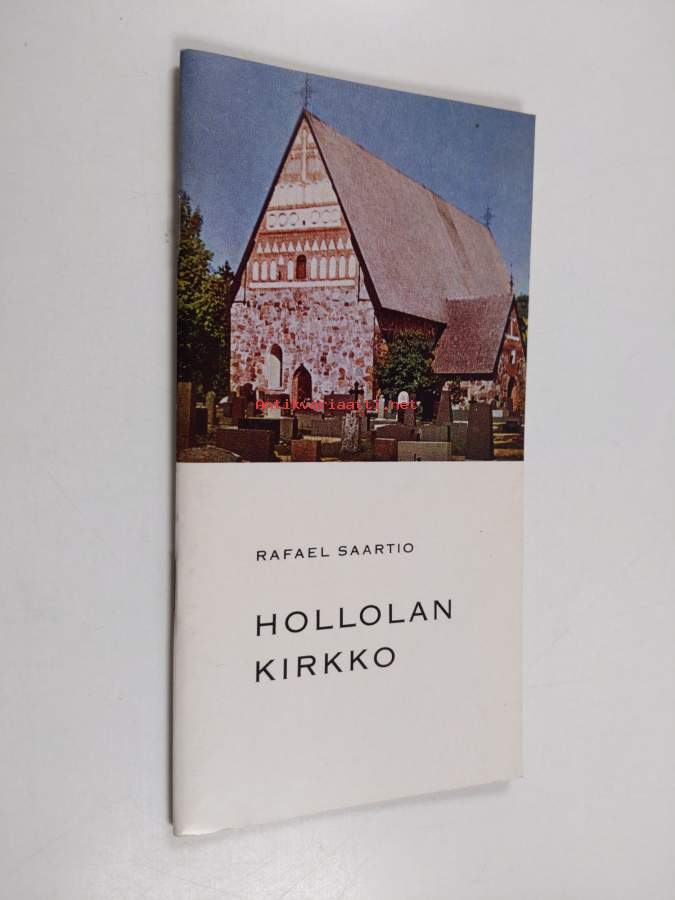 Antikvariaatti.net
RAFAEL SAARTIO
HOLLOLAN
KIRKKO